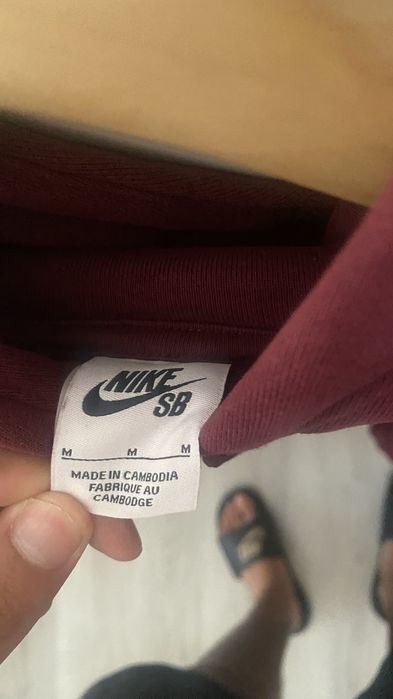 NIKE
SB
M M M
MADE IN CAMBODIA
FABRIQUE AU
CAMBODGE